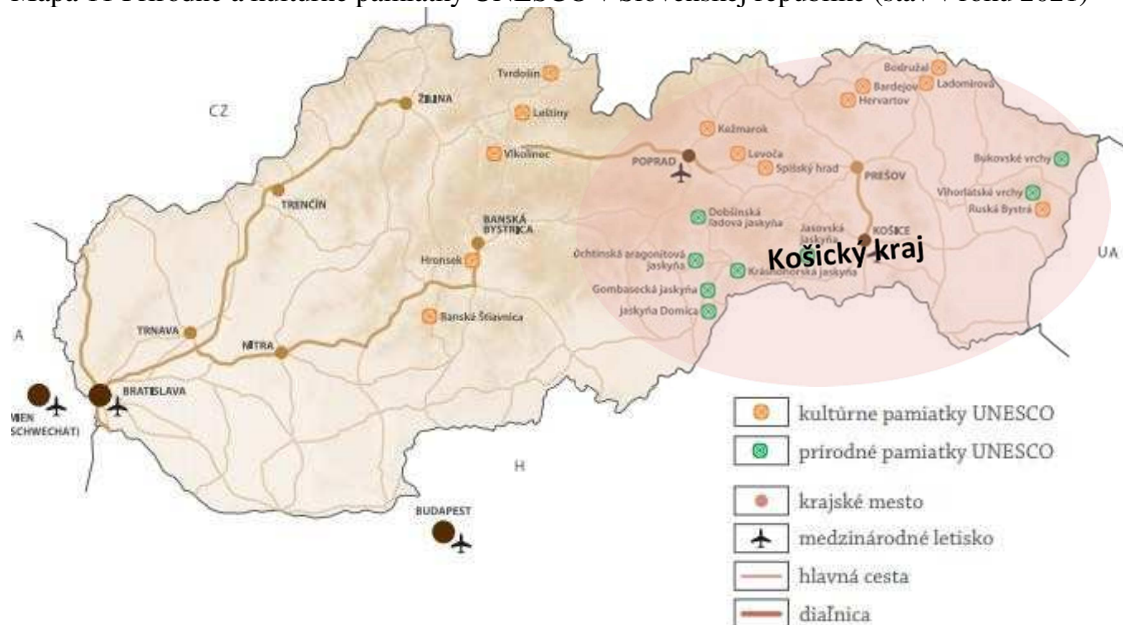 Mapa 11 Prírodné a kultúrne pamiatky UNESCO v Slovenskej republike (stav v roku 2021)
CZ
Tvrdošín
ŽILINA
Leštiny
Vlkolínec
TRENČÍN
BANSKÁ
BYSTRICA
Hronsek
Banská Štiavnica
TRNAVA
NITRA
A
BRATISLAVA
WIEN
(SCHWECHAT)
H
BUDAPEST
Bodružal
Ladomirová
Bardejov
Hervartov
Kežmarok
Levoča
POPRAD
Spišský hrad
PREŠOV
Bukovské vrchy
Vihorlatské vrchy
Ruská Bystrá
Dobšinská
ľadová jaskyňa
Jasovská
jaskyňa
KOŠICE
Košický kraj
UA
Ochtinská aragonitová
jaskyňa
Krásnohorská jaskyňa
Gombasecká jaskyňa
jaskyňa Domica
kultúrne pamiatky UNESCO
prírodné pamiatky UNESCO
krajské mesto
medzinárodné letisko
hlavná cesta
diaľnica